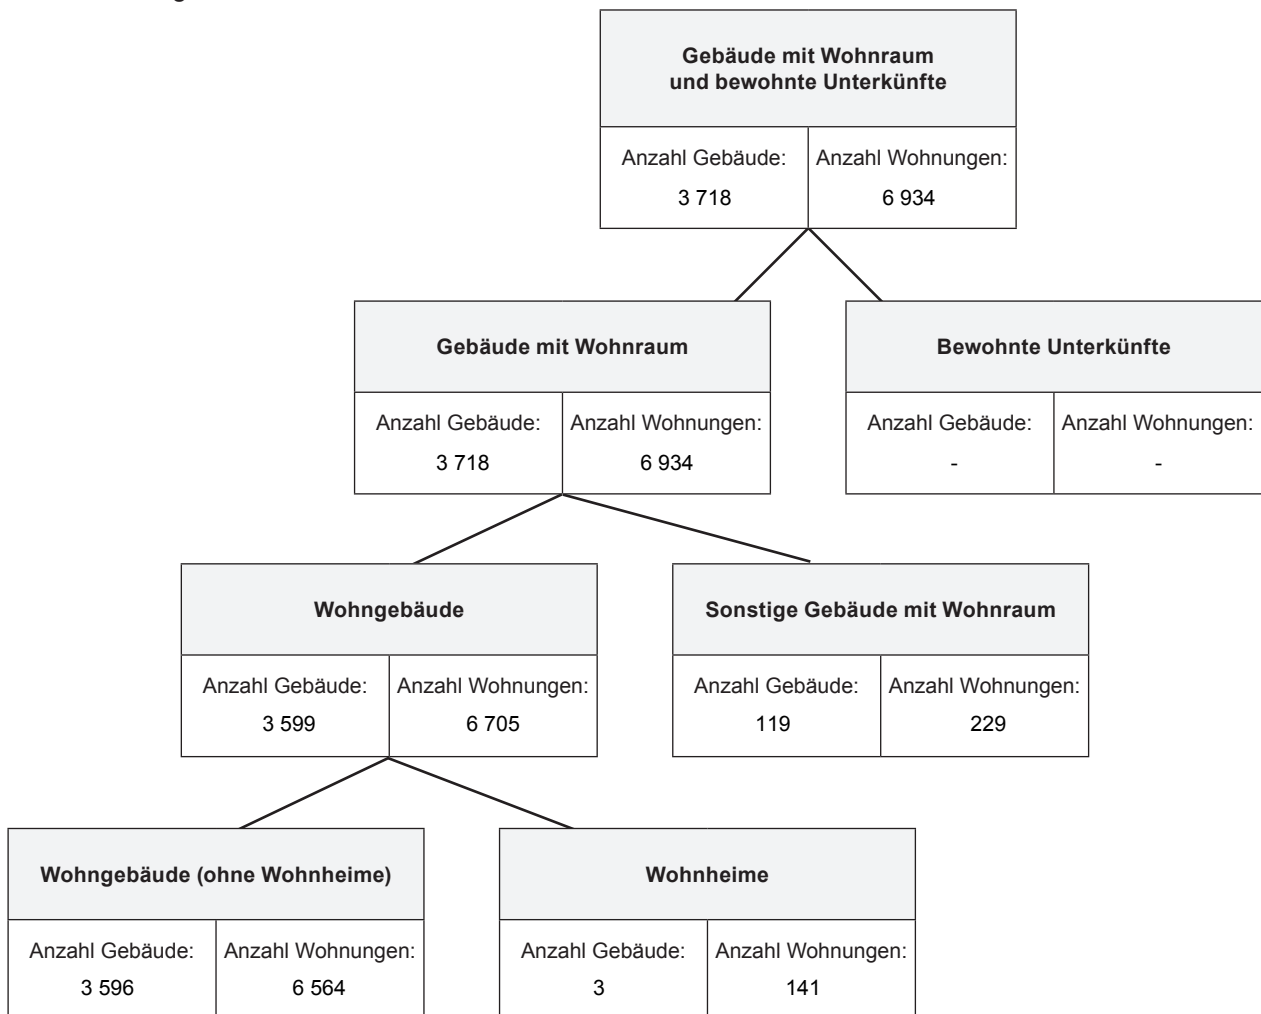 Gebäude mit Wohnraum
und bewohnte Unterkünfte
Anzahl Gebäude: Anzahl Wohnungen:
3 718 6 934
Gebäude mit Wohnraum
Anzahl Gebäude: Anzahl Wohnungen:
3 718 6 934
Bewohnte Unterkünfte
Anzahl Gebäude: Anzahl Wohnungen:
- -
Wohngebäude
Anzahl Gebäude: Anzahl Wohnungen:
3 599 6 705
Sonstige Gebäude mit Wohnraum
Anzahl Gebäude: Anzahl Wohnungen:
119 229
Wohngebäude (ohne Wohnheime)
Anzahl Gebäude: Anzahl Wohnungen:
3 596 6 564
Wohnheime
Anzahl Gebäude: Anzahl Wohnungen:
3 141